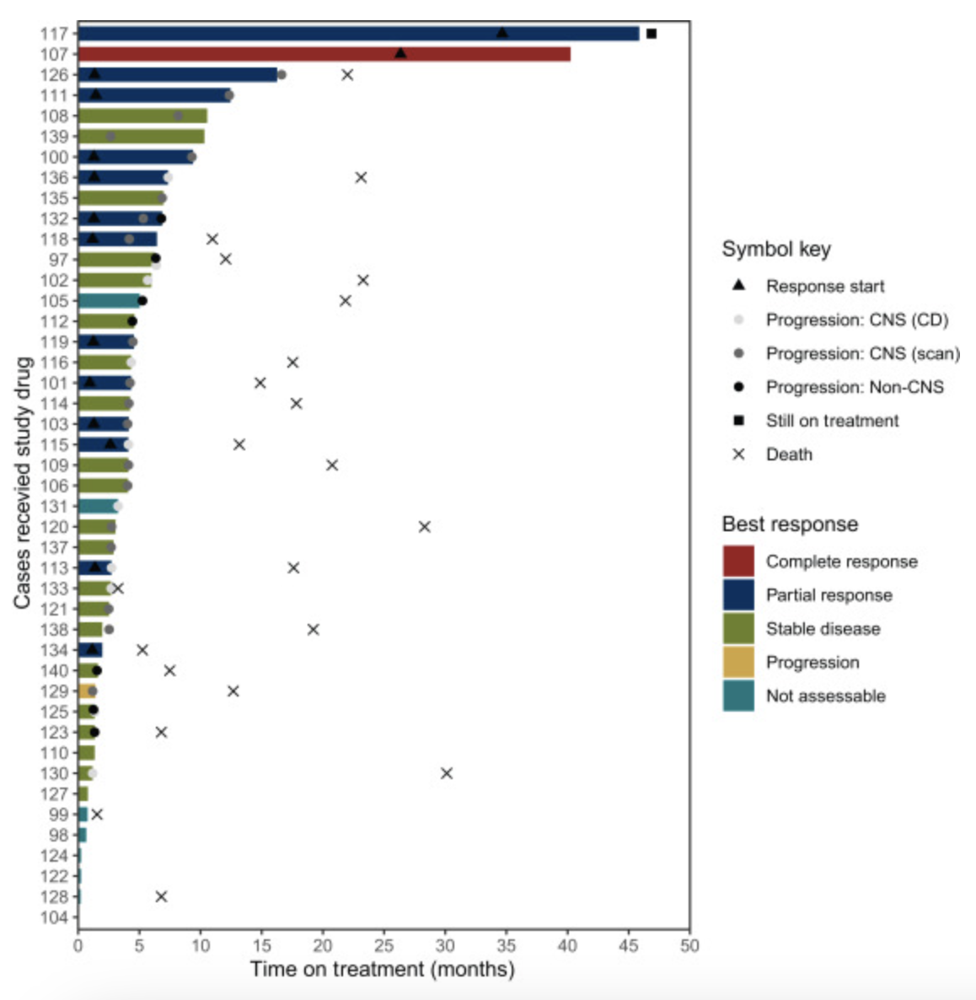 117
107
126
111
108
139
100
136
135
132
118
97
102
105
112
119
116
101
114
103
115
109
106
131
120
137
113
133
121
138
134
140
129
125
123
110
130
127
99
98
124
122
128
104
Cases recevied study drug
0 5 10 15 20 25 30 35 40 45 50
Time on treatment (months)
Symbol key
Response start
Progression: CNS (CD)
Progression: CNS (scan)
Progression: Non-CNS
Still on treatment
Death
Best response
Complete response
Partial response
Stable disease
Progression
Not assessable